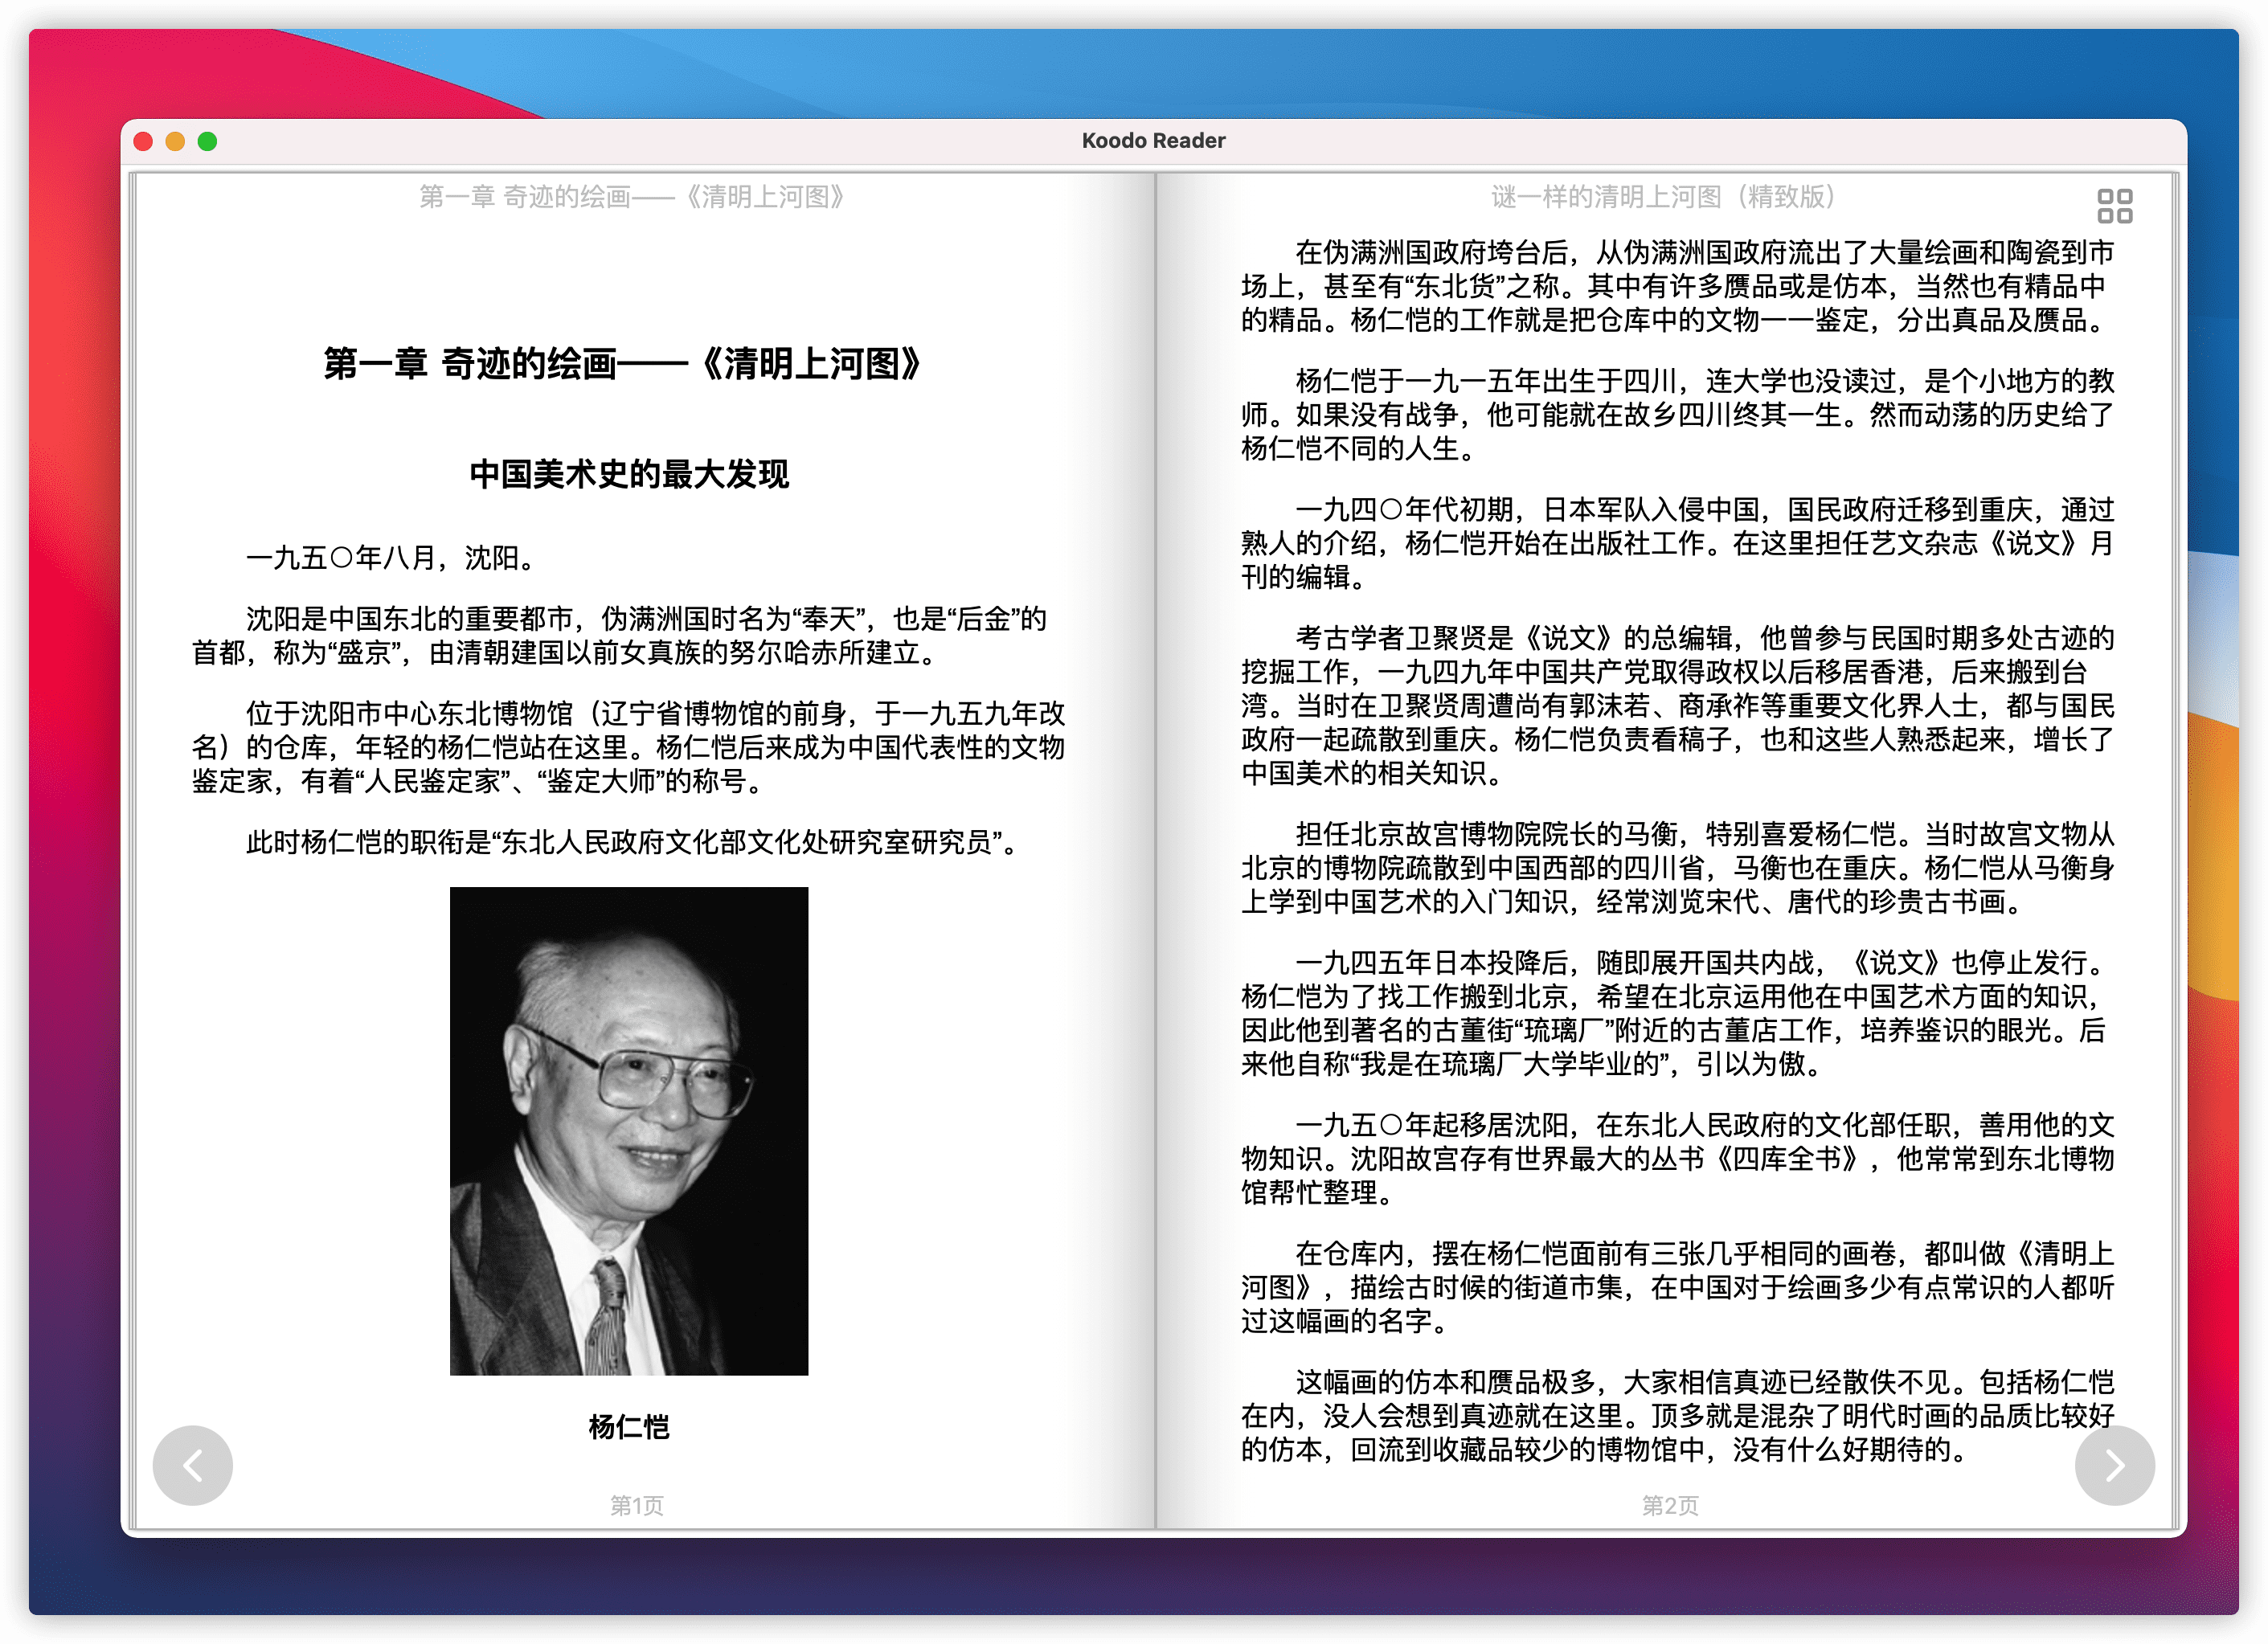 Koodo Reader
第一章 奇迹的绘画——《清明上河图》
第一章 奇迹的绘画——《清明上河图》
中国美术史的最大发现
一九五〇年八月，沈阳。
沈阳是中国东北的重要都市，伪满洲国时名为“奉天”，也是“后金”的
首都，称为“盛京”，由清朝建国以前女真族的努尔哈赤所建立。
位于沈阳市中心东北博物馆（辽宁省博物馆的前身，于一九五九年改
名）的仓库，年轻的杨仁恺站在这里。杨仁恺后来成为中国代表性的文物
鉴定家，有着“人民鉴定家”、“鉴定大师”的称号。
此时杨仁恺的职衔是“东北人民政府文化部文化处研究室研究员”。
杨仁恺
第1页
谜一样的清明上河图（精致版）
在伪满洲国政府垮台后，从伪满洲国政府流出了大量绘画和陶瓷到市
场上，甚至有“东北货”之称。其中有许多赝品或是仿本，当然也有精品中
的精品。杨仁恺的工作就是把仓库中的文物一一鉴定，分出真品及赝品。
杨仁恺于一九一五年出生于四川，连大学也没读过，是个小地方的教
师。如果没有战争，他可能就在故乡四川终其一生。然而动荡的历史给了
杨仁恺不同的人生。
一九四〇年代初期，日本军队入侵中国，国民政府迁移到重庆，通过
熟人的介绍，杨仁恺开始在出版社工作。在这里担任艺文杂志《说文》月
刊的编辑。
考古学者卫聚贤是《说文》的总编辑，他曾参与民国时期多处古迹的
挖掘工作，一九四九年中国共产党取得政权以后移居香港，后来搬到台
湾。当时在卫聚贤周遭尚有郭沫若、商承祚等重要文化界人士，都与国民
政府一起疏散到重庆。杨仁恺负责看稿子，也和这些人熟悉起来，增长了
中国美术的相关知识。
担任北京故宫博物院院长的马衡，特别喜爱杨仁恺。当时故宫文物从
北京的博物院疏散到中国西部的四川省，马衡也在重庆。杨仁恺从马衡身
上学到中国艺术的入门知识，经常浏览宋代、唐代的珍贵古书画。
一九四五年日本投降后，随即展开国共内战，《说文》也停止发行。
杨仁恺为了找工作搬到北京，希望在北京运用他在中国艺术方面的知识，
因此他到著名的古董街“琉璃厂”附近的古董店工作，培养鉴识的眼光。后
来他自称“我是在琉璃厂大学毕业的”，引以为傲。
一九五〇年起移居沈阳，在东北人民政府的文化部任职，善用他的文
物知识。沈阳故宫存有世界最大的丛书《四库全书》，他常常到东北博物
馆帮忙整理。
在仓库内，摆在杨仁恺面前有三张几乎相同的画卷，都叫做《清明上
河图》，描绘古时候的街道市集，在中国对于绘画多少有点常识的人都听
过这幅画的名字。
这幅画的仿本和赝品极多，大家相信真迹已经散佚不见。包括杨仁恺
在内，没人会想到真迹就在这里。顶多就是混杂了明代时画的品质比较好
的仿本，回流到收藏品较少的博物馆中，没有什么好期待的。
第2页